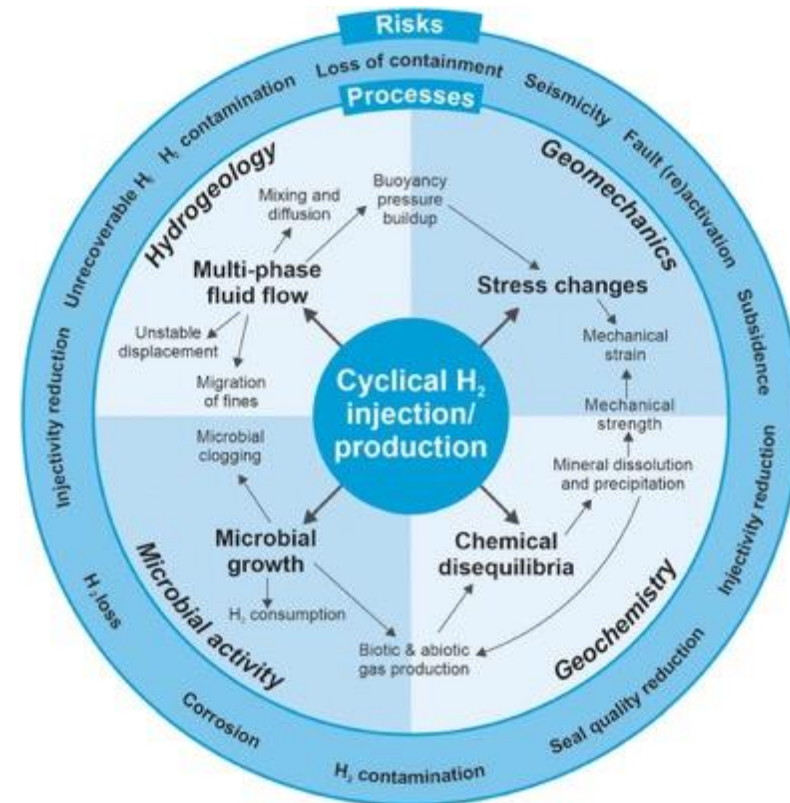 Risks
Loss of containment
Seismicity
Fault (re)activation
Subsidence
Injectivity reduction
Seal quality reduction
H₂ contamination
Corrosion
H₂ loss
Injectivity reduction
Unrecoverable H₂
H₂ contamination
Processes
Hydrogeology
Mixing and
diffusion
Buoyancy
pressure
buildup
Multi-phase
fluid flow
Unstable
displacement
Migration
of fines
Geomechanics
Stress changes
Mechanical
strain
Mechanical
strength
Cyclical H₂
injection/
production
Microbial
clogging
Microbial
growth
H₂ consumption
Microbial activity
Mineral dissolution
and precipitation
Chemical
disequilibria
Biotic & abiotic
gas production
Geochemistry